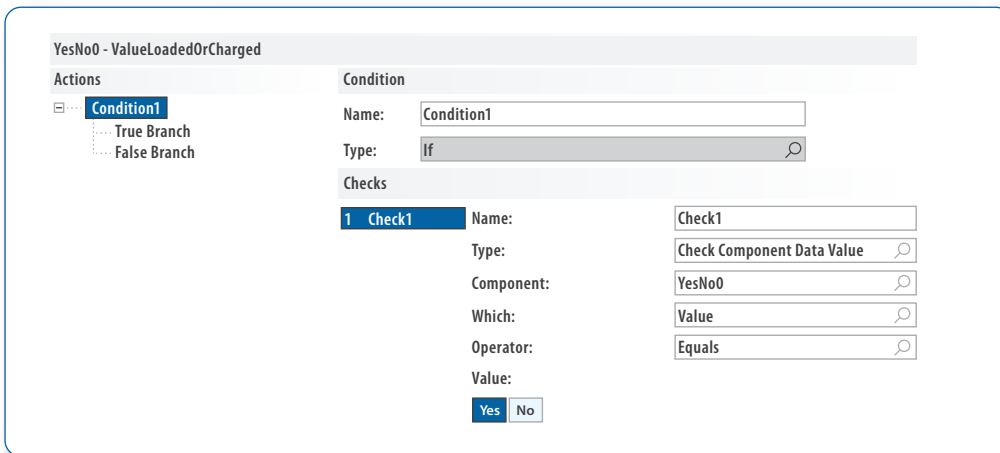 YesNo0 - ValueLoadedOrCharged
Actions
Condition1
True Branch
False Branch
Condition
Name: Condition1
Type: If
Checks
1 Check1
Name: Check1
Type: Check Component Data Value
Component: YesNo0
Which: Value
Operator: Equals
Value:
Yes No